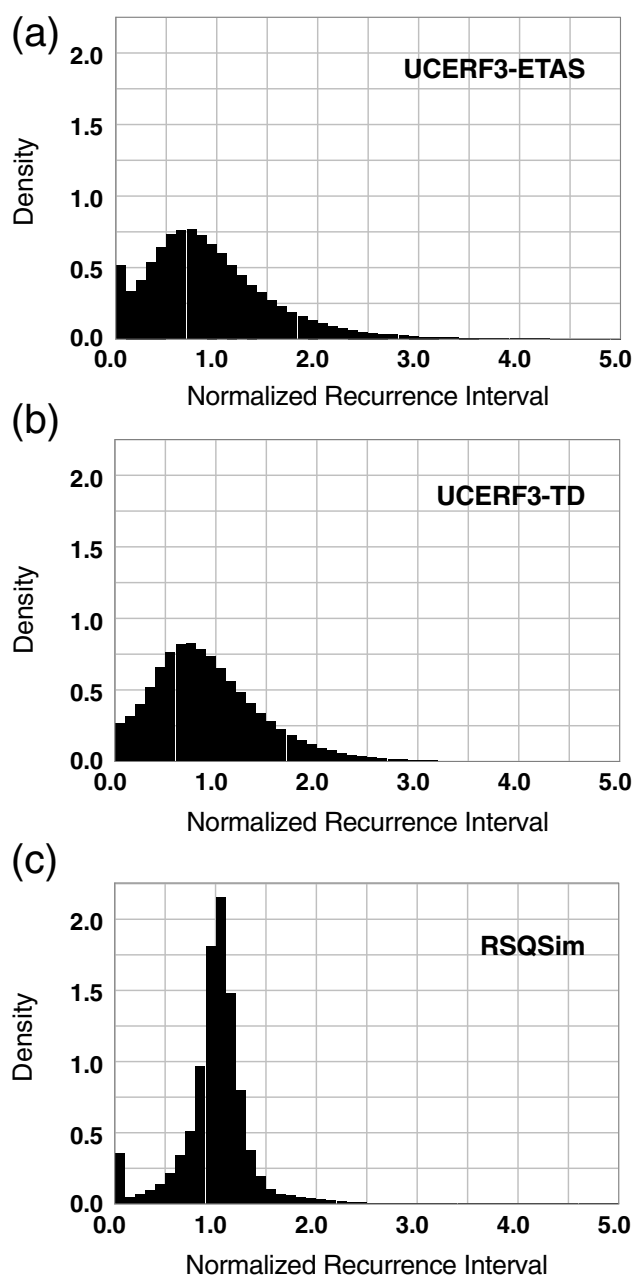 (a)
UCERF3-ETAS
2.0
1.5
1.0
0.5
0.0
Density
0.0 1.0 2.0 3.0 4.0 5.0
Normalized Recurrence Interval
(b)
UCERF3-TD
2.0
1.5
1.0
0.5
0.0
Density
0.0 1.0 2.0 3.0 4.0 5.0
Normalized Recurrence Interval
(c)
RSQSim
2.0
1.5
1.0
0.5
0.0
Density
0.0 1.0 2.0 3.0 4.0 5.0
Normalized Recurrence Interval